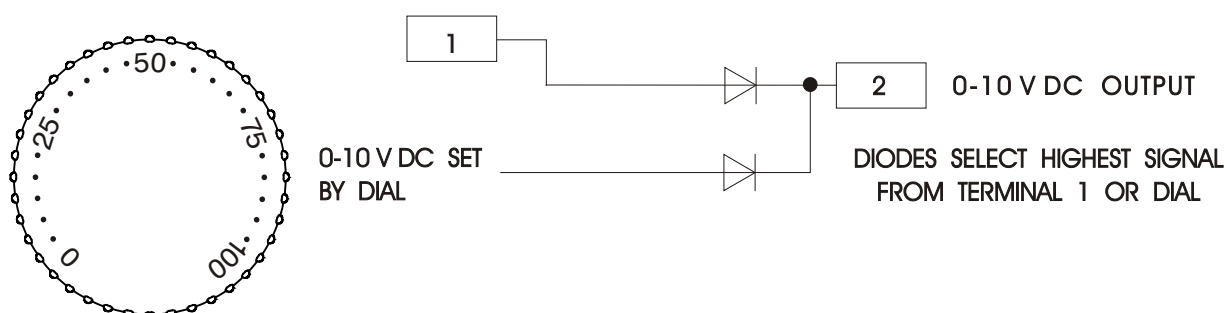 0
25
50
75
100
0-10 V DC SET
BY DIAL
1
2
0-10 V DC OUTPUT
DIODES SELECT HIGHEST SIGNAL
FROM TERMINAL 1 OR DIAL